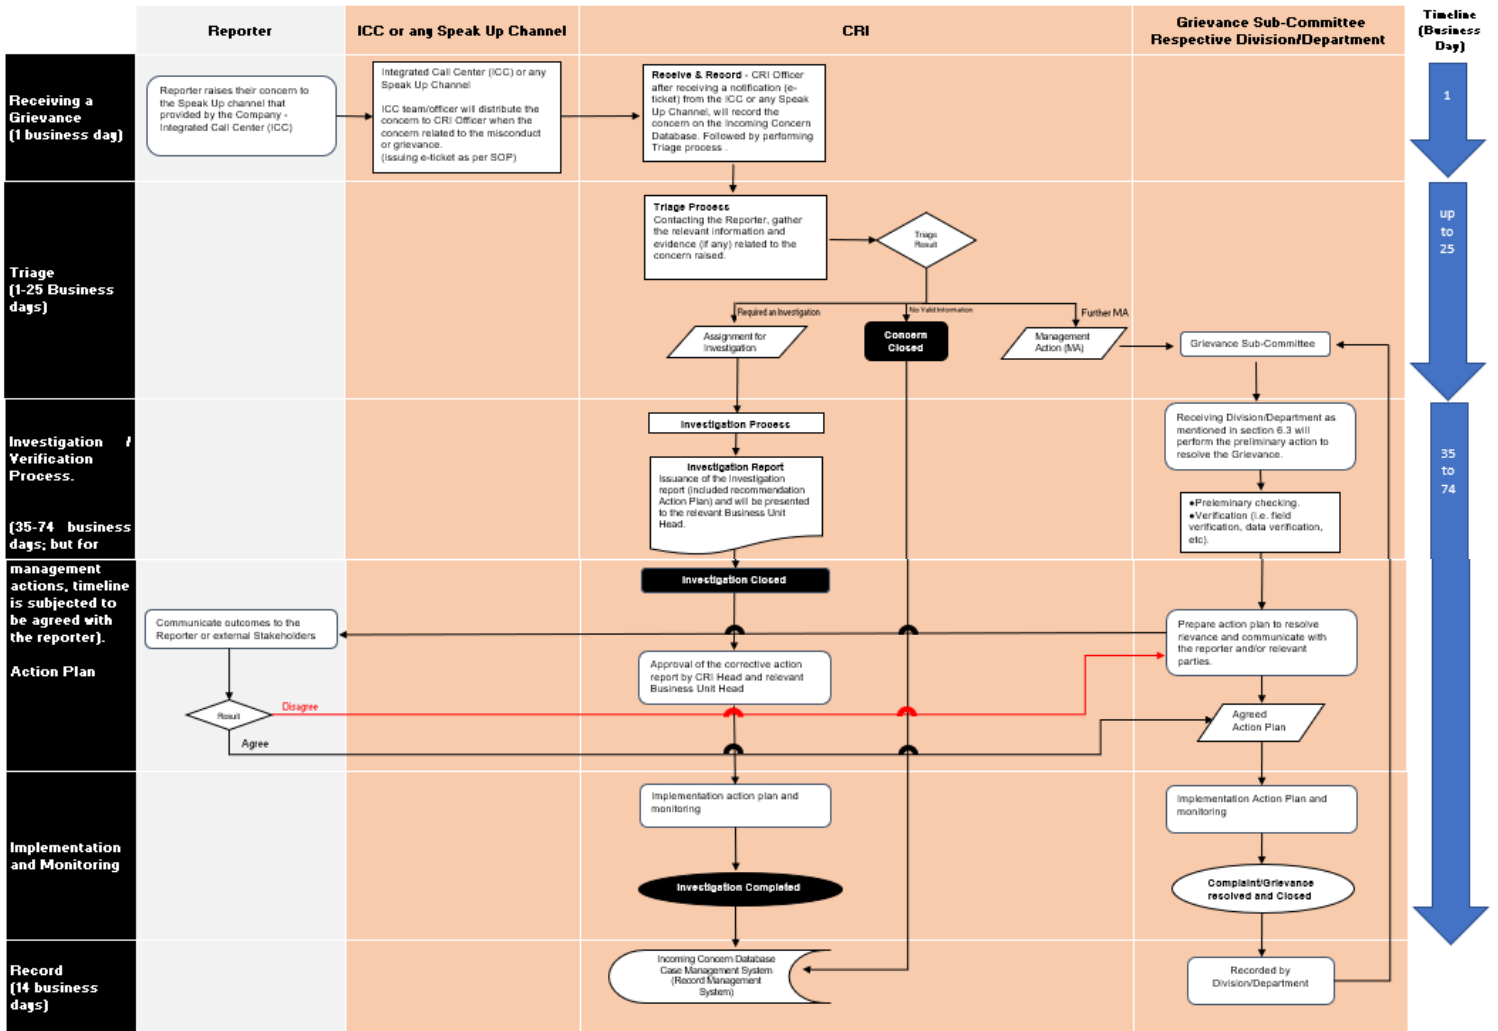 Reporter
ICC or any Speak Up Channel
CRI
Grievance Sub-Committee
Respective Division/Department
Timeline
(Business
Day)
Receiving a
Grievance
(1 business day)
Reporter raises their concern to
the Speak Up channel that
provided by the Company -
Integrated Call Center (ICC)
Integrated Call Center (ICC) or any
Speak Up Channel
ICC team/officer will distribute the
concern to CRI Officer when the
concern related to the misconduct
or grievance.
(issuing e-ticket as per SOP)
Receive & Record - CRI Officer
after receiving a notification (e-
ticket) from the ICC or any Speak
Up Channel, will record the
concern on the Incoming Concern
Database. Followed by performing
Triage process .
1
Triage
(1-25 Business
days)
Triage Process
Contacting the Reporter, gather
the relevant information and
evidence (if any) related to the
concern raised.
Triage
Result
up
to
25
Required an Investigation
No Valid Information
Further MA
Assignment for
Investigation
Concern
Closed
Management
Action (MA)
Grievance Sub-Committee
Investigation /
Verification
Process.
(35-74 business
days; but for
management
actions, timeline
is subjected to
be agreed with
the reporter).
Action Plan
Investigation Process
Investigation Report
Issuance of the Investigation
report (included recommendation
Action Plan) and will be presented
to the relevant Business Unit
Head.
Receiving Division/Department as
mentioned in section 6.3 will
perform the preliminary action to
resolve the Grievance.
●Prelemінary checking.
●Verification (i.e. field
verification, data verification,
etc).
35
to
74
Investigation Closed
Communicate outcomes to the
Reporter or external Stakeholders
Approval of the corrective action
report by CRI Head and relevant
Business Unit Head
Prepare action plan to resolve
rievance and communicate with
the reporter and/or relevant
parties.
Result
Disagree
Agree
Agreed
Action Plan
Implementation
and Monitoring
Implementation action plan and
monitoring
Implementation Action Plan and
monitoring
Investigation Completed
Complaint/Grievance
resolved and Closed
Record
(14 business
days)
Incoming Concern Database
Case Management System
(Record Management
System)
Recorded by
Division/Department